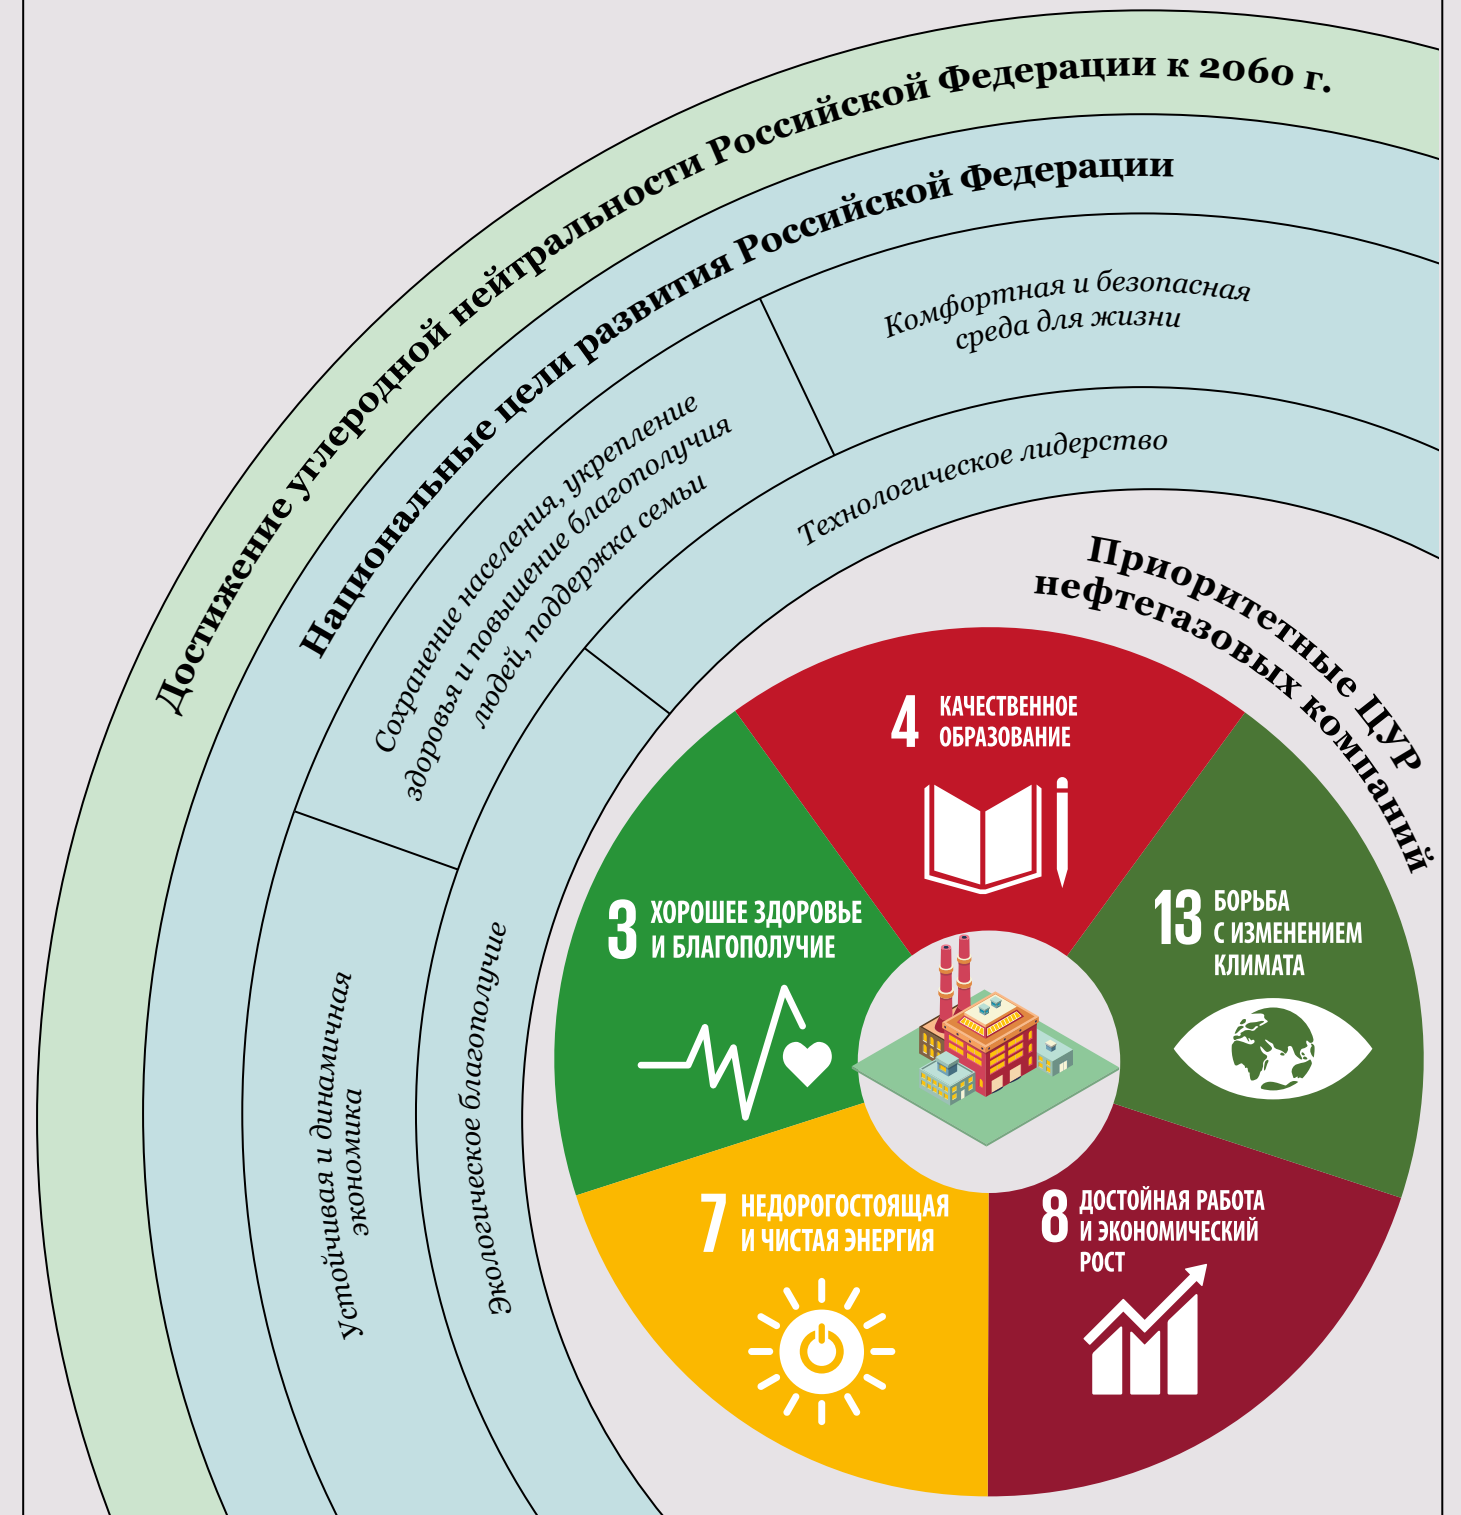 Достижение углеродной нейтральности Российской Федерации к 2060 г.
Национальные цели развития Российской Федерации
Комфортная и безопасная
среда для жизни
Сохранение населения, укрепление
здоровья и повышение благополучия
людей, поддержка семьи
Устойчивая и динамичная
экономика
Технологическое лидерство
Экологическое благополучие
Приоритетные ЦУР
нефтегазовых компаний
4 КАЧЕСТВЕННОЕ
ОБРАЗОВАНИЕ
3 ХОРОШЕЕ ЗДОРОВЬЕ
И БЛАГОПОЛУЧИЕ
13 БОРЬБА
С ИЗМЕНЕНИЕМ
КЛИМАТА
7 НЕДОРОГОСТОЯЩАЯ
И ЧИСТАЯ ЭНЕРГИЯ
8 ДОСТОЙНАЯ РАБОТА
И ЭКОНОМИЧЕСКИЙ
РОСТ